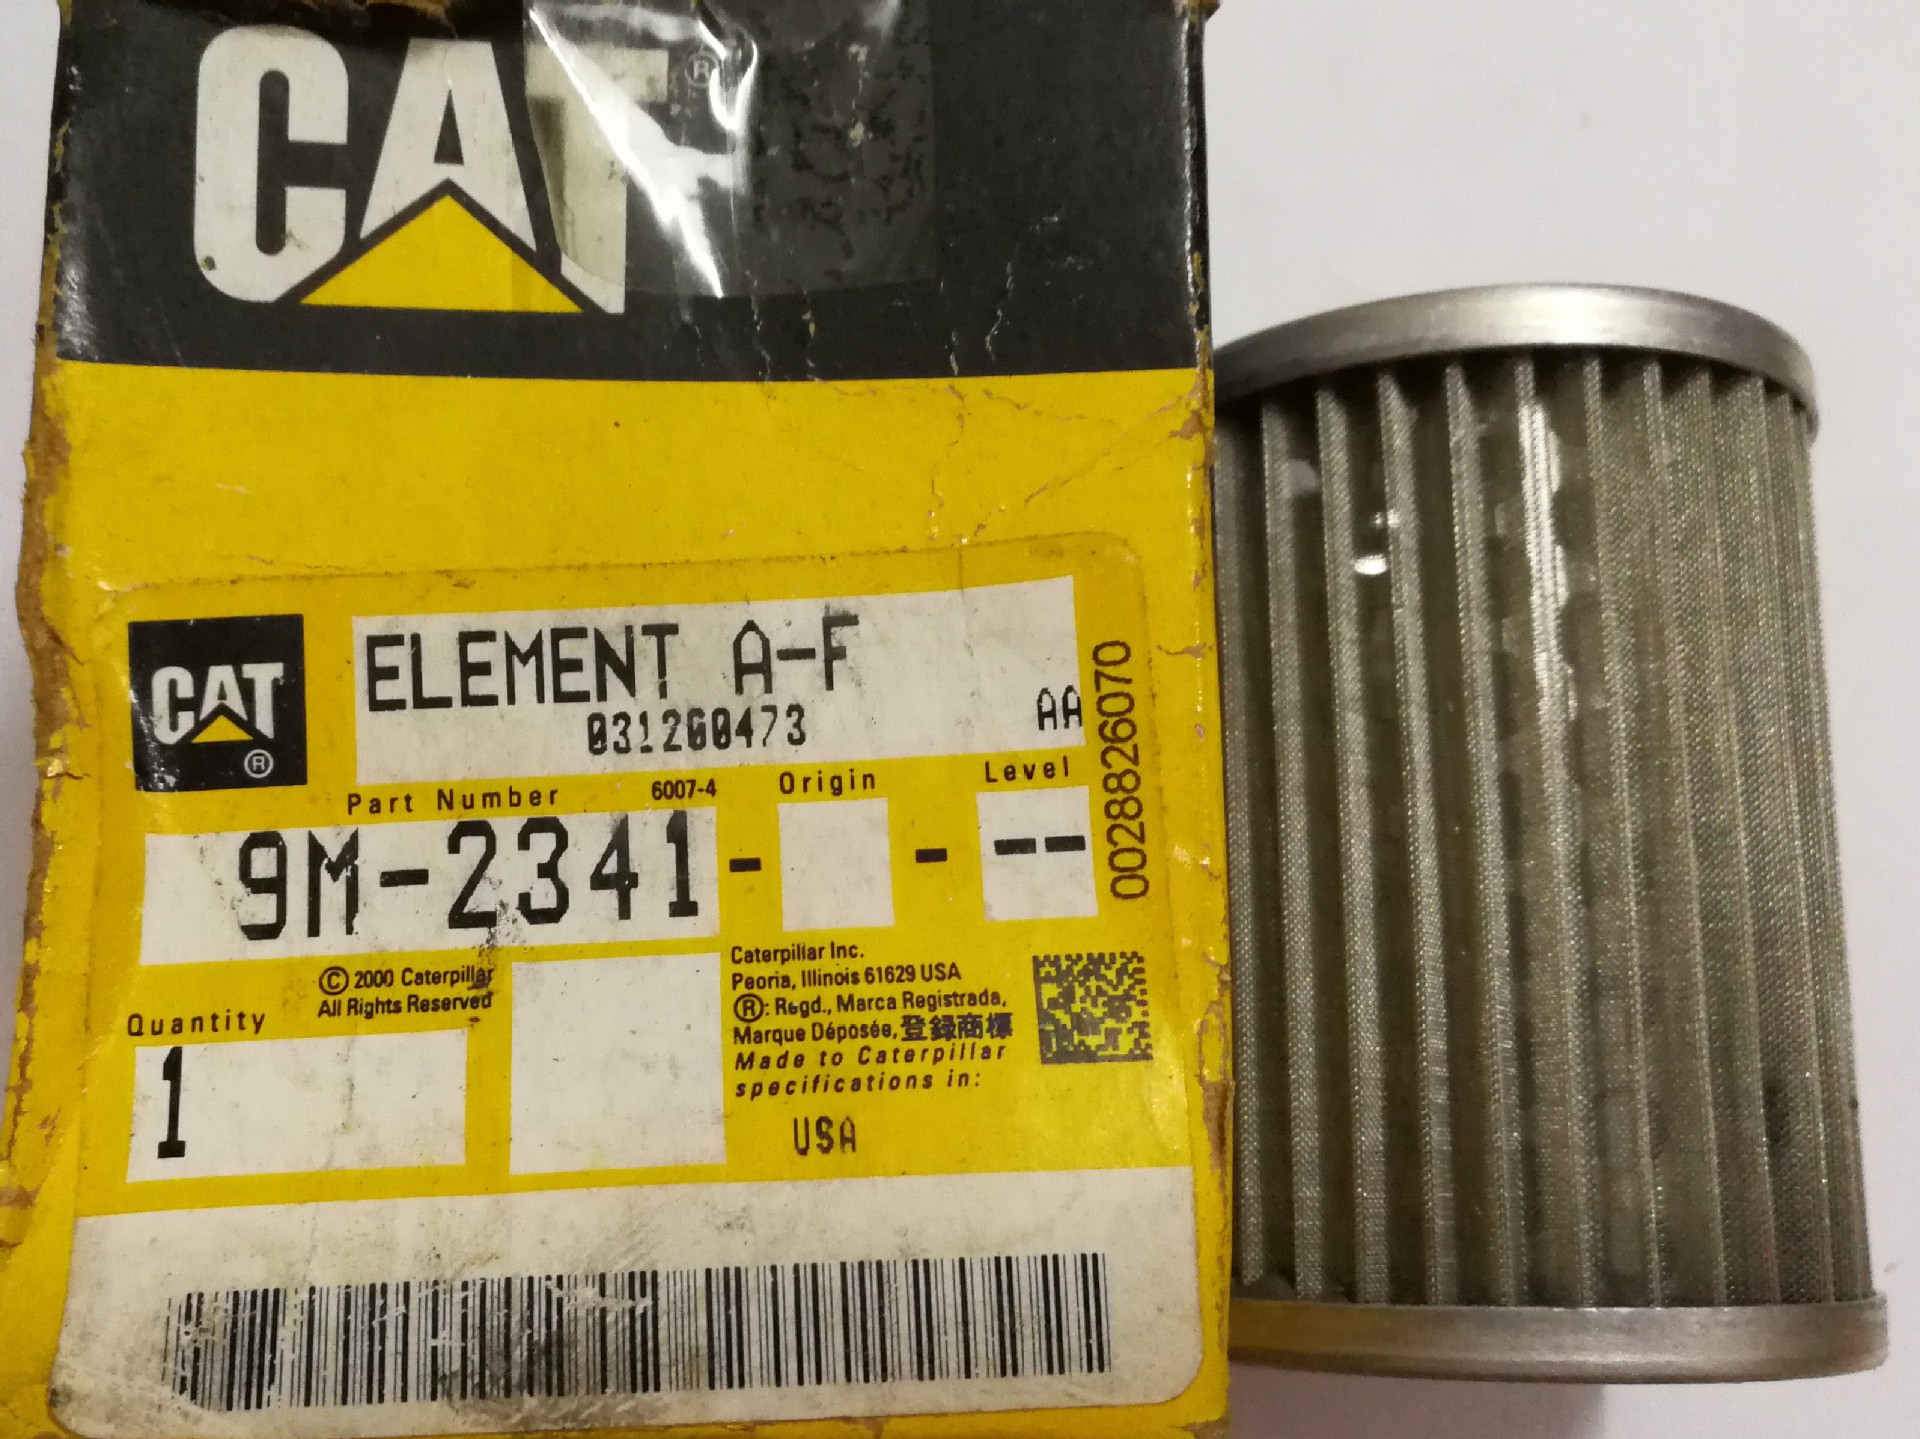 CAT®
CAT®
ELEMENT A-F
031260473
AA
0028826070
Part Number
6007-4
Origin
Level
9M-2341- - --
© 2000 Caterpillar
All Rights Reserved
Quantity
1
Caterpillar Inc.
Peoria, Illinois 61629 USA
®: Regd., Marca Registrada,
Marque Déposée, 登録商標
Made to Caterpillar
specifications in:
USA